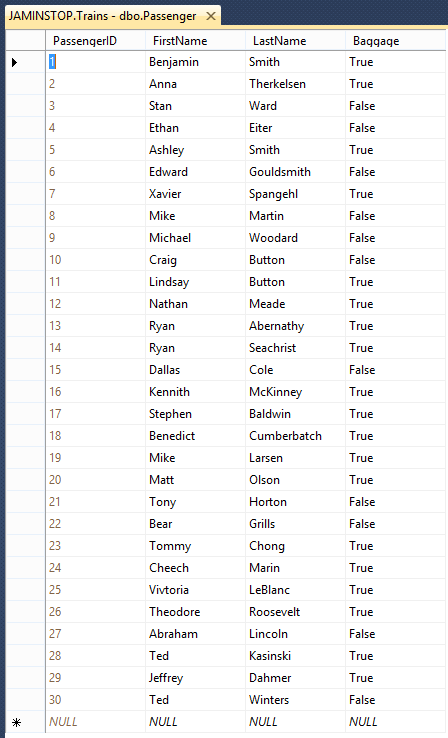 JAMINSTOP.Trains - dbo.Passenger
PassengerID FirstName LastName Baggage
1 Benjamin Smith True
2 Anna Therkelsen True
3 Stan Ward False
4 Ethan Eiter False
5 Ashley Smith True
6 Edward Gouldsmith False
7 Xavier Spangehl True
8 Mike Martin False
9 Michael Woodard False
10 Craig Button False
11 Lindsay Button True
12 Nathan Meade True
13 Ryan Abernathy True
14 Ryan Seachrist True
15 Dallas Cole False
16 Kennith McKinney True
17 Stephen Baldwin True
18 Benedict Cumberbatch True
19 Mike Larsen True
20 Matt Olson True
21 Tony Horton False
22 Bear Grills False
23 Tommy Chong True
24 Cheech Marin True
25 Vivtoria LeBlanc True
26 Theodore Roosevelt True
27 Abraham Lincoln False
28 Ted Kasinski True
29 Jeffrey Dahmer True
30 Ted Winters False
NULL NULL NULL NULL